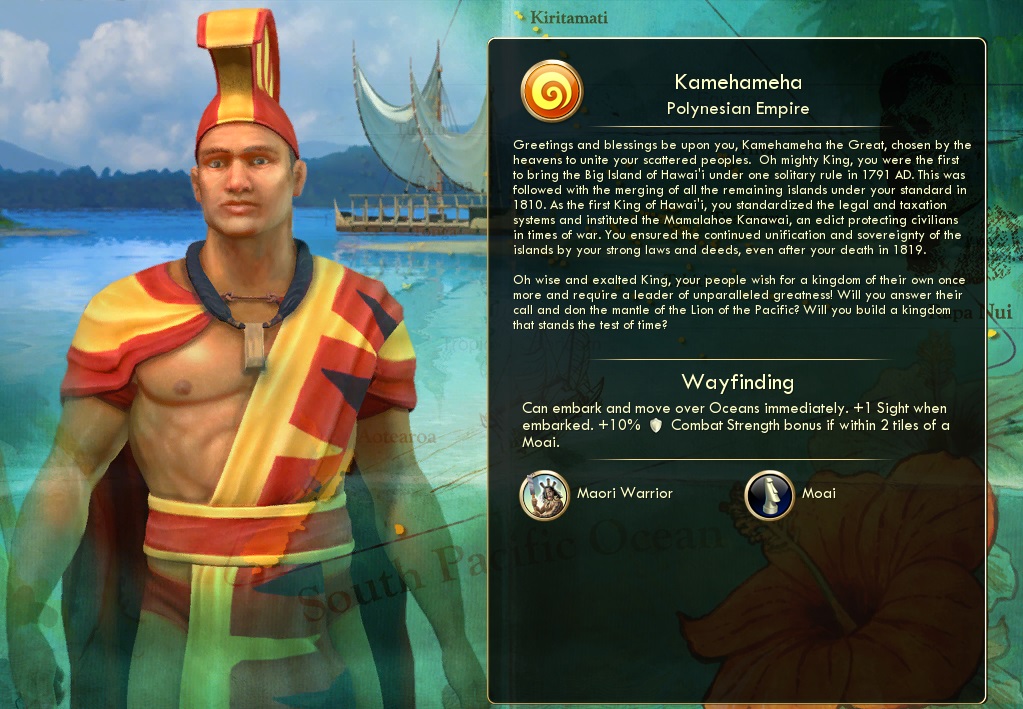 Kiritamati
Kamehameha
Polynesian Empire
Greetings and blessings be upon you, Kamehameha the Great, chosen by the
heavens to unite your scattered peoples. Oh mighty King, you were the first
to bring the Big Island of Hawai'i under one solitary rule in 1791 AD. This was
followed with the merging of all the remaining islands under your standard in
1810. As the first King of Hawai'i, you standardized the legal and taxation
systems and instituted the Mamalahoe Kanawai, an edict protecting civilians
in times of war. You ensured the continued unification and sovereignty of the
islands by your strong laws and deeds, even after your death in 1819.
Oh wise and exalted King, your people wish for a kingdom of their own once
more and require a leader of unparalleled greatness! Will you answer their
call and don the mantle of the Lion of the Pacific? Will you build a kingdom
that stands the test of time?
Nui
Wayfinding
Can embark and move over Oceans immediately. +1 Sight when
embarked. +10% Combat Strength bonus if within 2 tiles of a
Moai.
Aotearoa
Maori Warrior
Moai
South Pacific Ocean